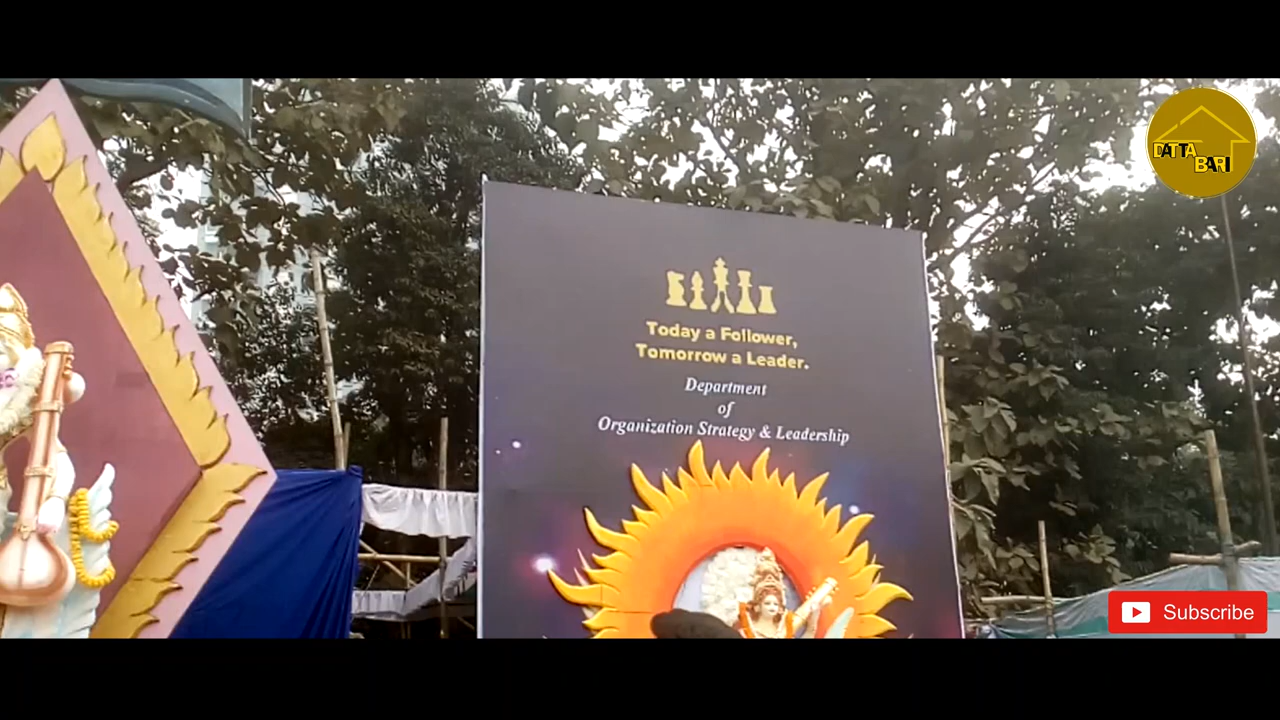 DATTA
BARI
Today a Follower,
Tomorrow a Leader.
Department
of
Organization Strategy & Leadership
Subscribe